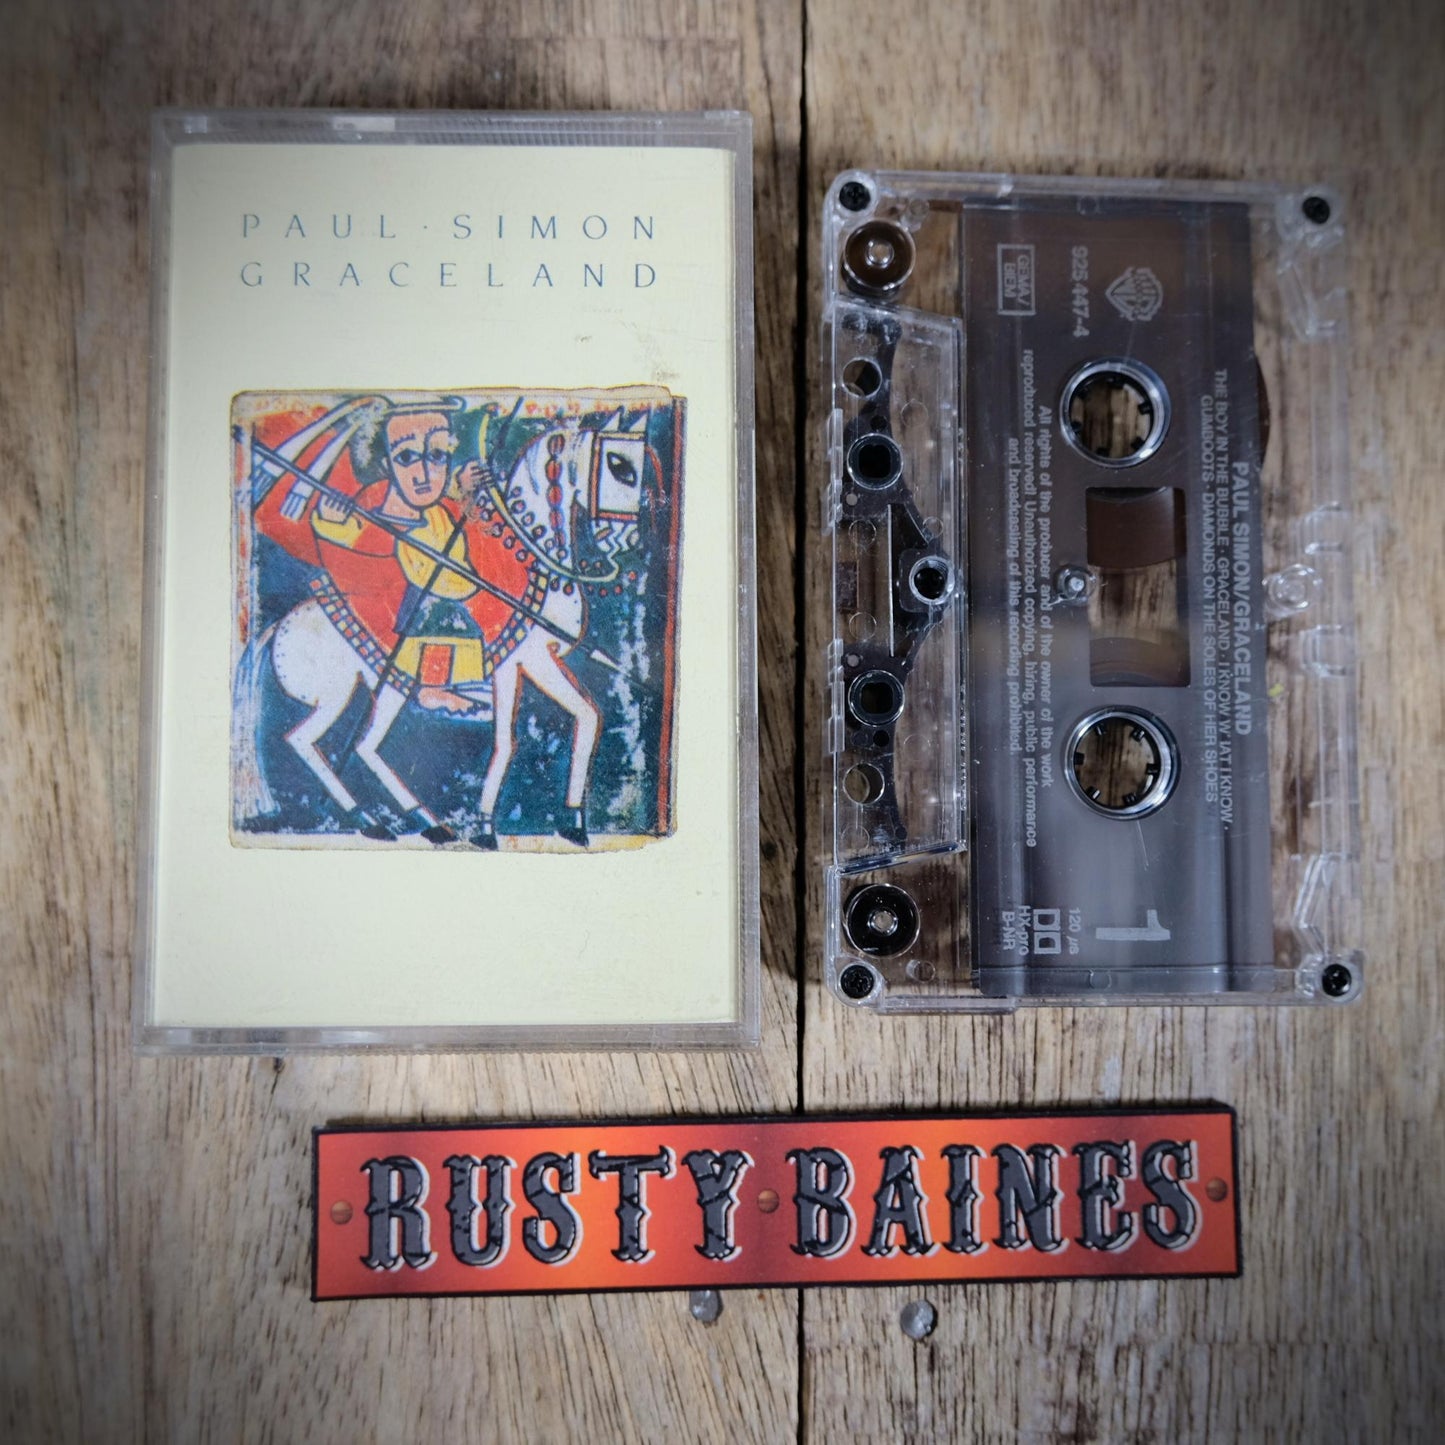 PAUL · SIMON
GRACELAND
PAUL SIMON/GRACELAND
THE BOY IN THE BUBBLE · GRACELAND · I KNOW W AT I KNOW ·
GUMBOOTS · DIAMONDS ON THE SOLES OF HER SHOES
925 447-4
GEMA/
BIEM
All rights of the producer and of the owner of the work
reproduced reserved! Unauthorized copying, hiring, public performance
and broadcasting of this recording prohibited.
1
120 µs
HX-PRO
B-NR
RUSTY BAINES